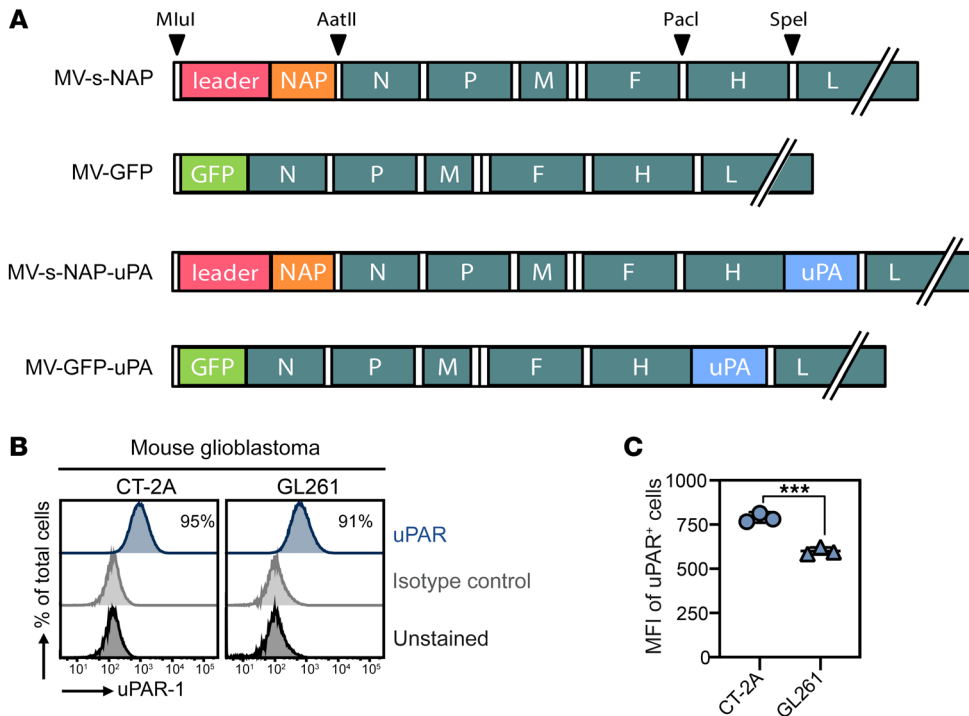 A
MluI AatII PacI SpeI
MV-s-NAP leader NAP N P M F H L
MV-GFP GFP N P M F H L
MV-s-NAP-uPA leader NAP N P M F H uPA L
MV-GFP-uPA GFP N P M F H uPA L
B
Mouse glioblastoma
CT-2A GL261
95% 91% uPAR
Isotype control
Unstained
% of total cells
10¹ 10² 10³ 10⁴ 10⁵ 10¹ 10² 10³ 10⁴ 10⁵
uPAR-1
C
MFI of uPAR⁺ cells
1000
750
500
250
0
***
CT-2A
GL261